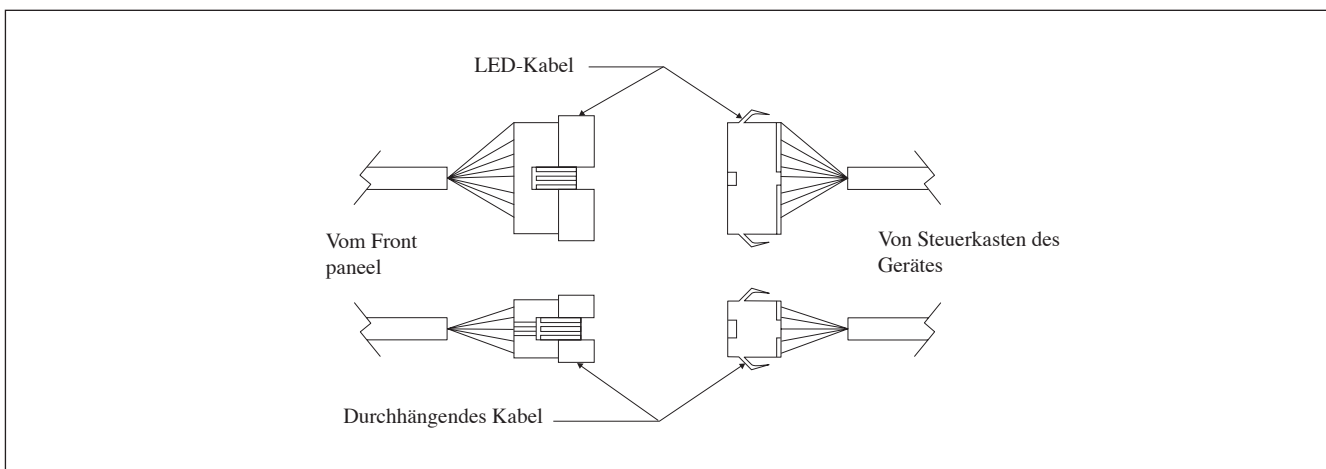 LED-Kabel
Vom Front
paneel
Von Steuerkasten des
Gerätes
Durchhängendes Kabel